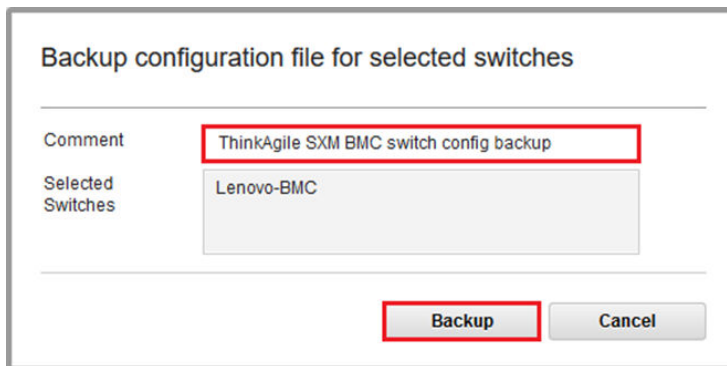 Backup configuration file for selected switches
Comment
ThinkAgile SXM BMC switch config backup
Selected
Switches
Lenovo-BMC
Backup
Cancel